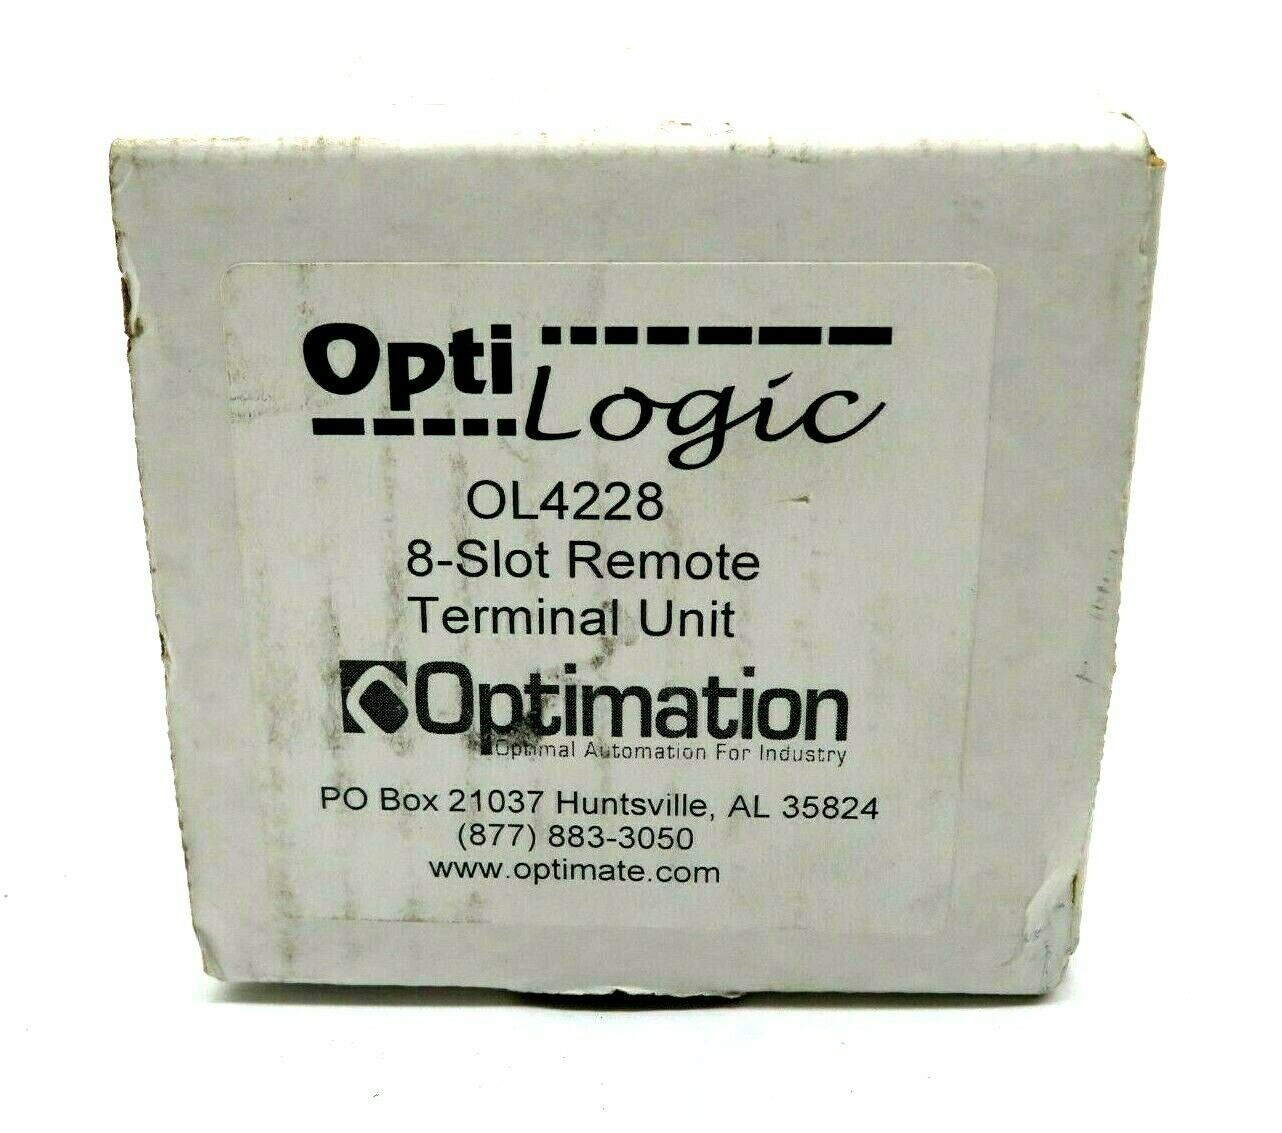 Opti
Logic
OL4228
8-Slot Remote
Terminal Unit
Optimation
Optimal Automation For Industry
PO Box 21037 Huntsville, AL 35824
(877) 883-3050
www.optimate.com